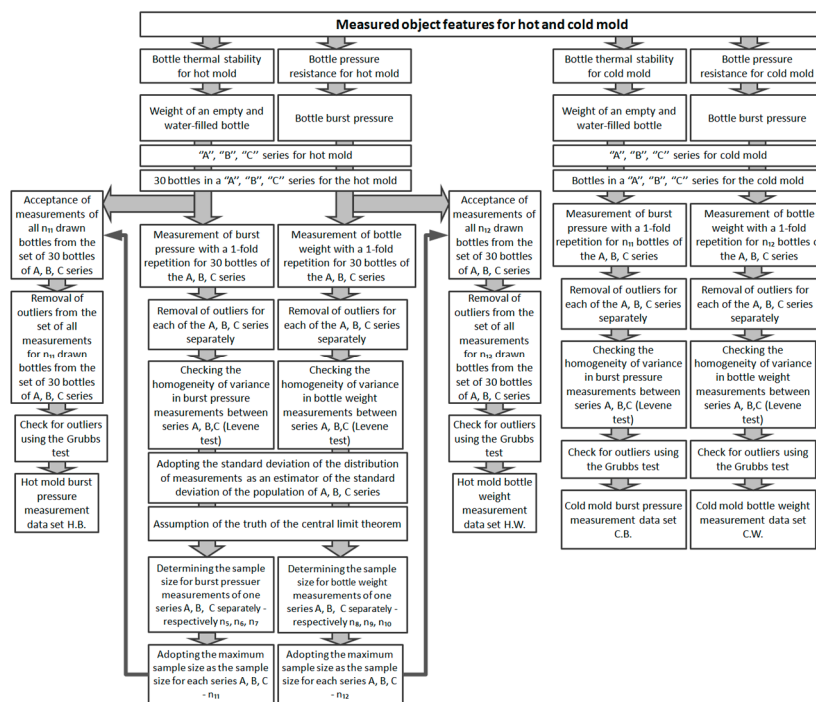 Measured object features for hot and cold mold
Bottle thermal stability
for hot mold
Bottle pressure
resistance for hot mold
Bottle thermal stability
for cold mold
Bottle pressure
resistance for cold mold
Weight of an empty and
water-filled bottle
Bottle burst pressure
Weight of an empty and
water-filled bottle
Bottle burst pressure
“A”, “B”, “C” series for hot mold
“A”, “B”, “C” series for cold mold
30 bottles in a “A”, “B”, “C” series for the hot mold
Bottles in a “A”, “B”, “C” series for the cold mold
Acceptance of
measurements of
all n₁₁ drawn
bottles from the
set of 30 bottles
of A, B, C series
Removal of
outliers from the
set of all
measurements
for n₁₁ drawn
bottles from the
set of 30 bottles
of A, B, C series
Check for outliers
using the Grubbs
test
Hot mold burst
pressure
measurement
data set H.B.
Measurement of burst
pressure with a 1-fold
repetition for 30 bottles of
the A, B, C series
Removal of outliers for
each of the A, B, C series
separately
Checking the
homogeneity of variance
in burst pressure
measurements between
series A, B,C (Levene
test)
Measurement of bottle
weight with a 1-fold
repetition for 30 bottles of
the A, B, C series
Removal of outliers for
each of the A, B, C series
separately
Checking the
homogeneity of variance
in bottle weight
measurements between
series A, B,C (Levene
test)
Adopting the standard deviation of the distribution
of measurements as an estimator of the standard
deviation of the population of A, B, C series
Assumption of the truth of the central limit theorem
Determining the sample
size for burst pressuer
measurements of one
series A, B, C separately -
respectively n₅, n₆, n₇
Adopting the maximum
sample size as the sample
size for each series A, B, C
- n₁₁
Determining the sample
size for bottle weight
measurements of one
series A, B, C separately -
respectively n₈, n₉, n₁₀
Adopting the maximum
sample size as the sample
size for each series A, B, C
- n₁₂
Acceptance of
measurements of
all n₁₂ drawn
bottles from the
set of 30 bottles
of A, B, C series
Removal of
outliers from the
set of all
measurements
for n₁₂ drawn
bottles from the
set of 30 bottles
of A, B, C series
Check for outliers
using the Grubbs
test
Hot mold bottle
weight
measurement
data set H.W.
Measurement of burst
pressure with a 1-fold
repetition for n₁₁ bottles of
the A, B, C series
Removal of outliers for
each of the A, B, C series
separately
Checking the
homogeneity of variance
in burst pressure
measurements between
series A, B,C (Levene
test)
Check for outliers using
the Grubbs test
Cold mold burst pressure
measurement data set
C.B.
Measurement of bottle
weight with a 1-fold
repetition for n₁₂ bottles of
the A, B, C series
Removal of outliers for
each of the A, B, C series
separately
Checking the
homogeneity of variance
in bottle weight
measurements between
series A, B,C (Levene
test)
Check for outliers using
the Grubbs test
Cold mold bottle weight
measurement data set
C.W.